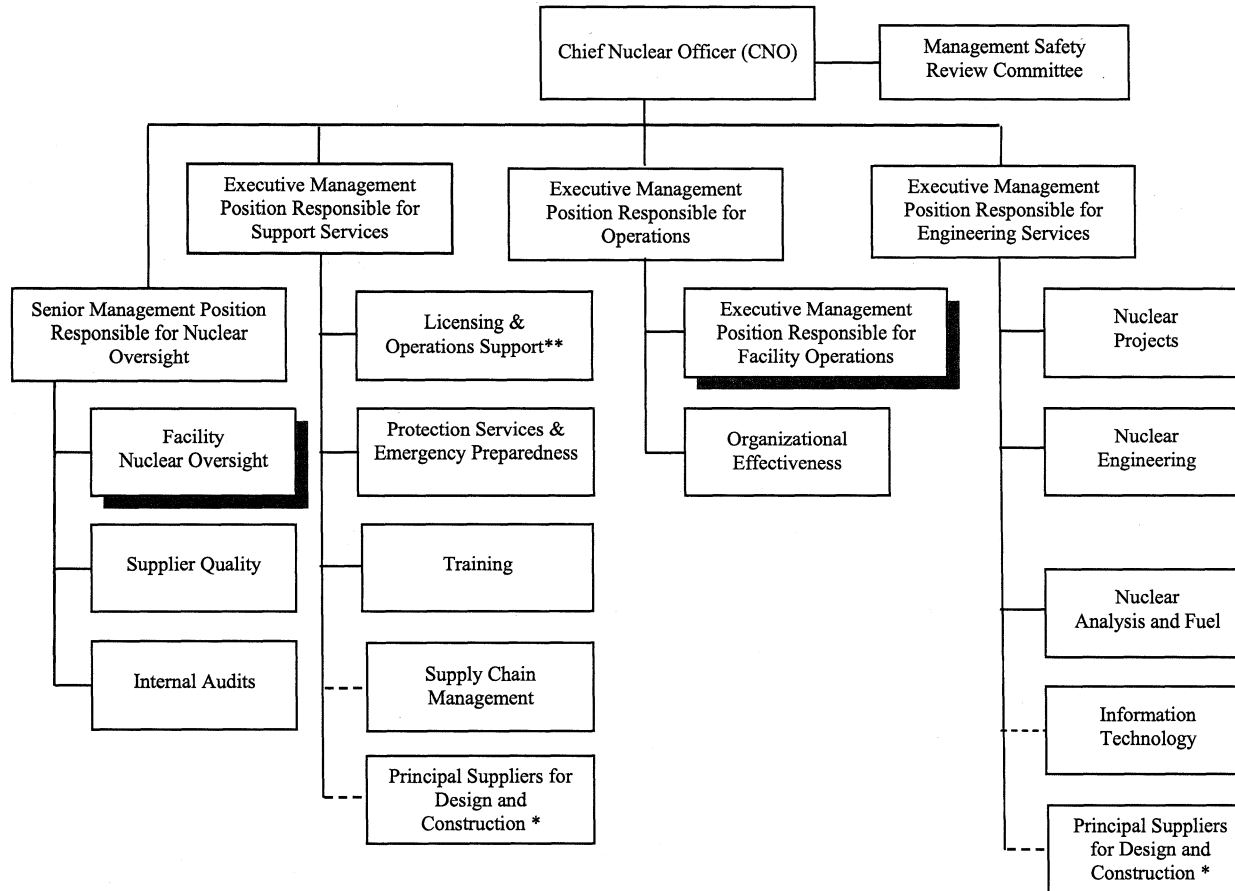 Chief Nuclear Officer (CNO)
Management Safety
Review Committee
Executive Management
Position Responsible for
Support Services
Executive Management
Position Responsible for
Operations
Executive Management
Position Responsible for
Engineering Services
Senior Management Position
Responsible for Nuclear
Oversight
Facility
Nuclear Oversight
Supplier Quality
Internal Audits
Licensing &
Operations Support**
Protection Services &
Emergency Preparedness
Training
Supply Chain
Management
Principal Suppliers for
Design and
Construction *
Executive Management
Position Responsible for
Facility Operations
Organizational
Effectiveness
Nuclear
Projects
Nuclear
Engineering
Nuclear
Analysis and Fuel
Information
Technology
Principal Suppliers
for Design and
Construction *